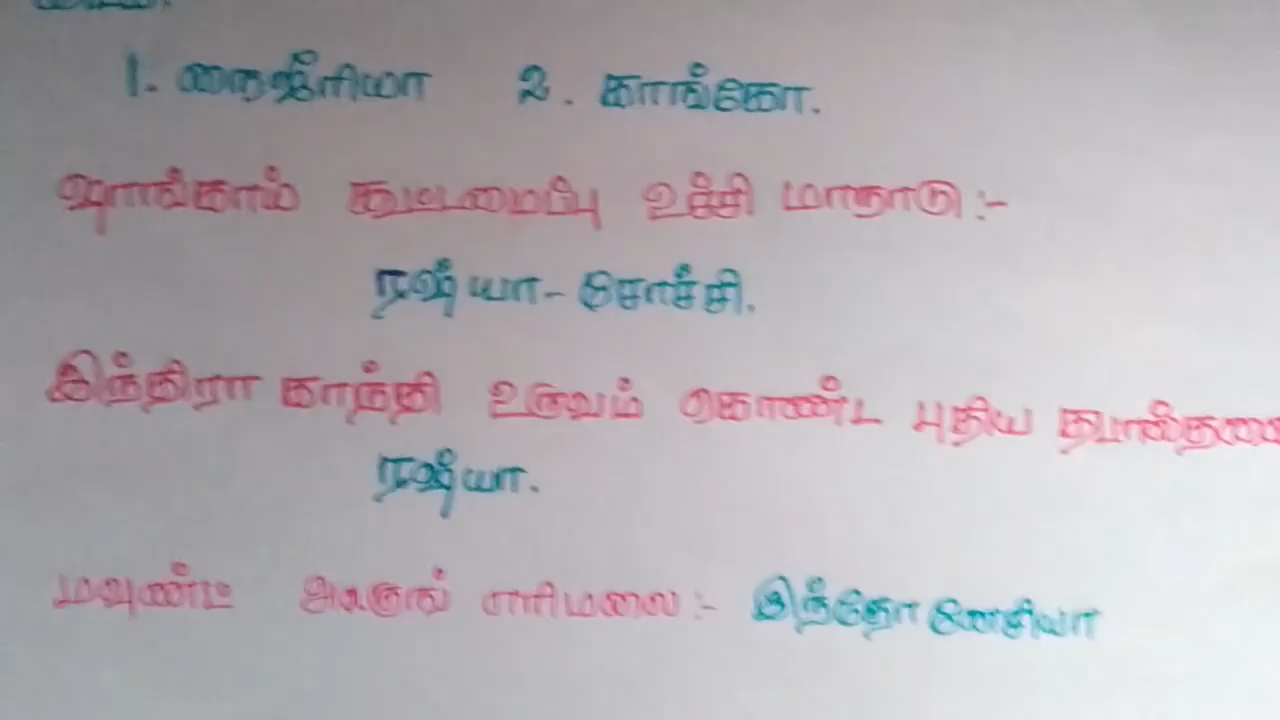 1. நைஜீரியா 2. காங்கோ.
ஷாங்காய் கூட்டமைப்பு உச்சி மாநாடு :-
ரஷ்யா - சோச்சி.
இந்திரா காந்தி உருவம் கொண்ட புதிய தபால்தலை
ரஷ்யா.
மவுண்ட் அகுங் எரிமலை :- இந்தோனேசியா